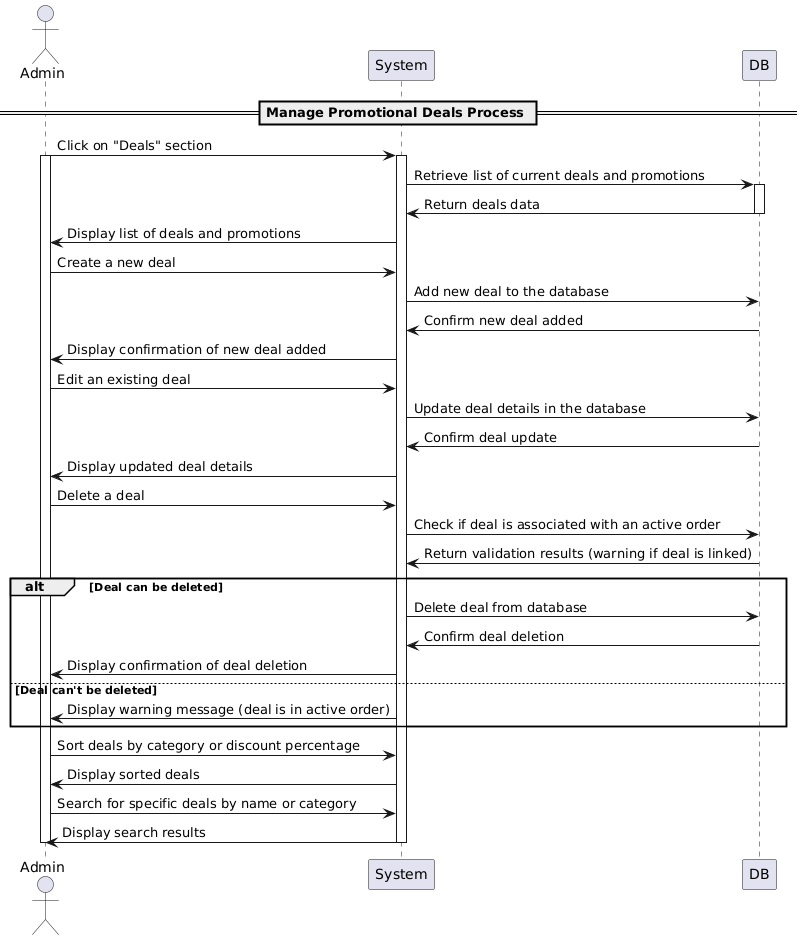 Admin
System
DB
Manage Promotional Deals Process
Click on "Deals" section
Retrieve list of current deals and promotions
Return deals data
Display list of deals and promotions
Create a new deal
Add new deal to the database
Confirm new deal added
Display confirmation of new deal added
Edit an existing deal
Update deal details in the database
Confirm deal update
Display updated deal details
Delete a deal
Check if deal is associated with an active order
Return validation results (warning if deal is linked)
alt [Deal can be deleted]
Delete deal from database
Confirm deal deletion
Display confirmation of deal deletion
[Deal can't be deleted]
Display warning message (deal is in active order)
Sort deals by category or discount percentage
Display sorted deals
Search for specific deals by name or category
Display search results
Admin
System
DB